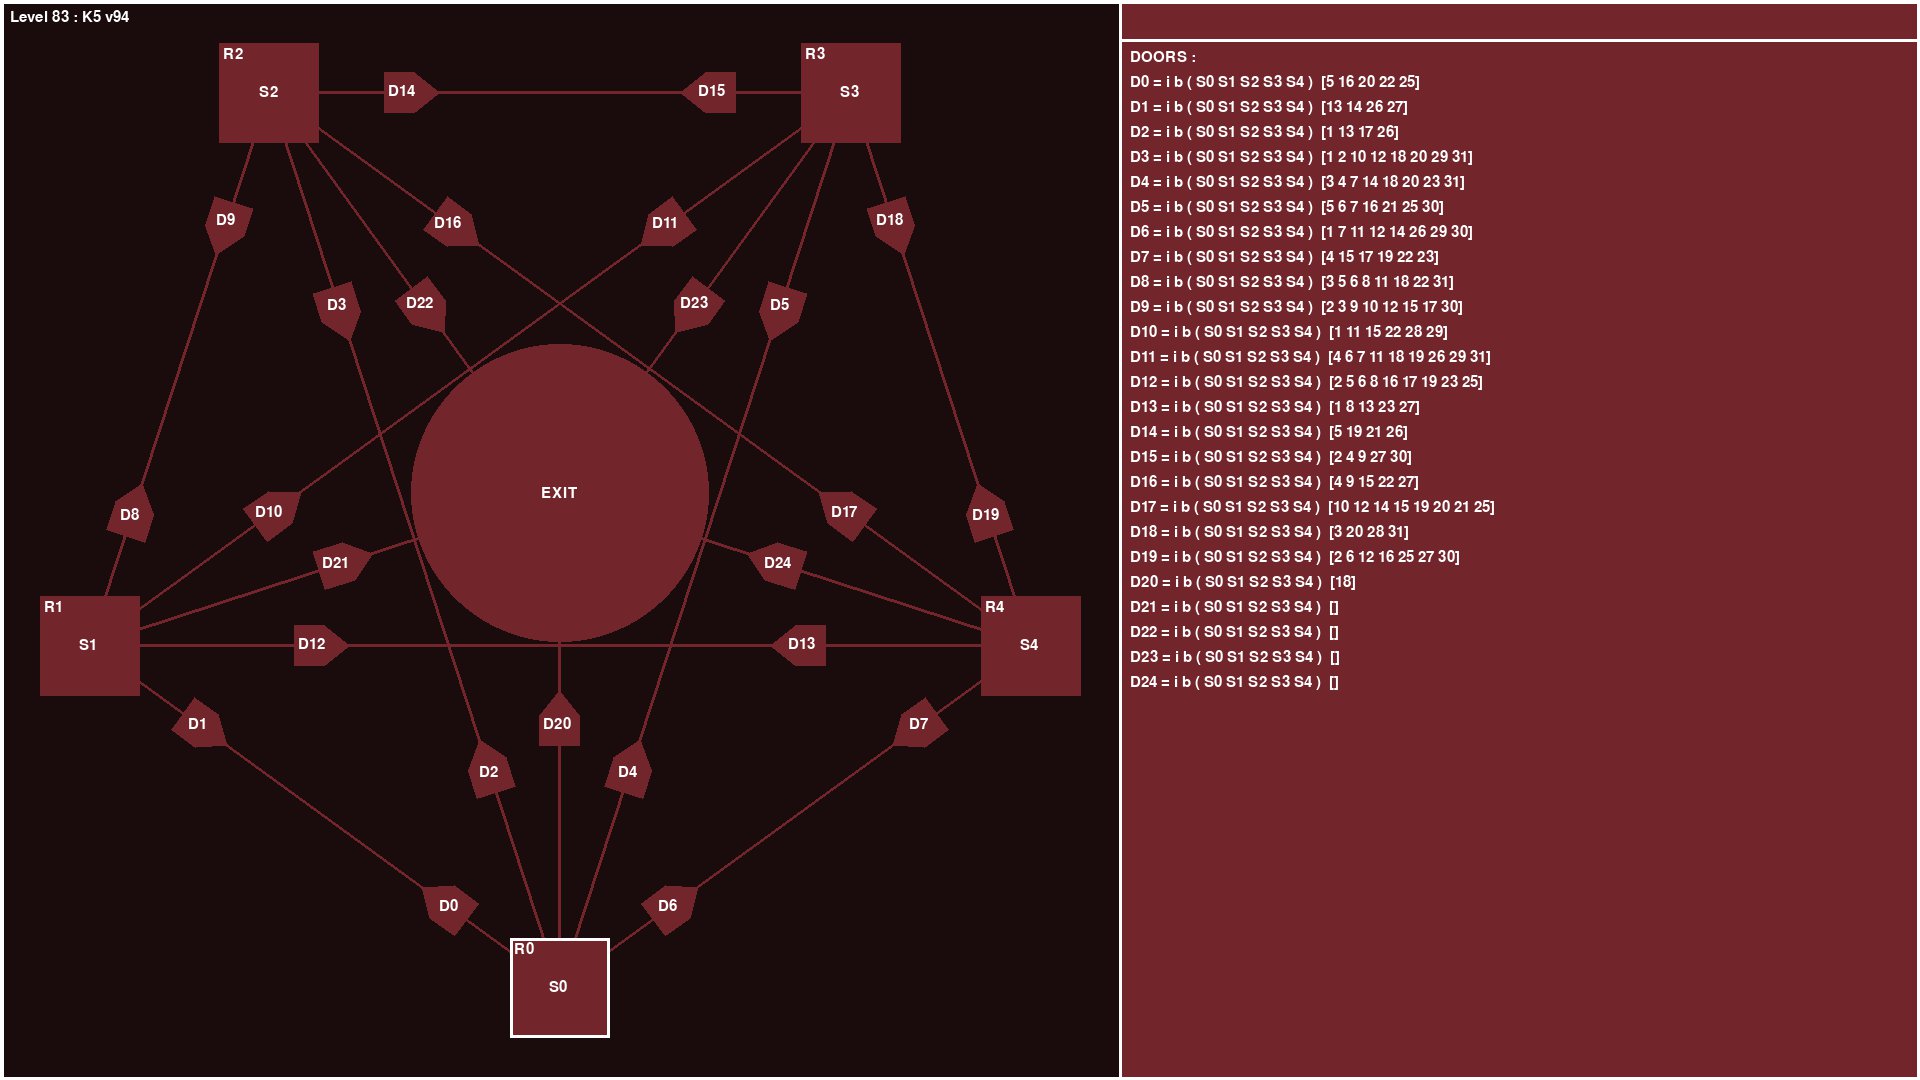 Level 83 : K5 v94
R2
S2
D14
D15
R3
S3
D9
D16
D11
D18
D3
D22
D23
D5
EXIT
D8
D10
D17
D19
D21
D24
R1
S1
D12
D13
R4
S4
D1
D20
D7
D2
D4
D0
D6
R0
S0
DOORS :
D0 = i b ( S0 S1 S2 S3 S4 ) [5 16 20 22 25]
D1 = i b ( S0 S1 S2 S3 S4 ) [13 14 26 27]
D2 = i b ( S0 S1 S2 S3 S4 ) [1 13 17 26]
D3 = i b ( S0 S1 S2 S3 S4 ) [1 2 10 12 18 20 29 31]
D4 = i b ( S0 S1 S2 S3 S4 ) [3 4 7 14 18 20 23 31]
D5 = i b ( S0 S1 S2 S3 S4 ) [5 6 7 16 21 25 30]
D6 = i b ( S0 S1 S2 S3 S4 ) [1 7 11 12 14 26 29 30]
D7 = i b ( S0 S1 S2 S3 S4 ) [4 15 17 19 22 23]
D8 = i b ( S0 S1 S2 S3 S4 ) [3 5 6 8 11 18 22 31]
D9 = i b ( S0 S1 S2 S3 S4 ) [2 3 9 10 12 15 17 30]
D10 = i b ( S0 S1 S2 S3 S4 ) [1 11 15 22 28 29]
D11 = i b ( S0 S1 S2 S3 S4 ) [4 6 7 11 18 19 26 29 31]
D12 = i b ( S0 S1 S2 S3 S4 ) [2 5 6 8 16 17 19 23 25]
D13 = i b ( S0 S1 S2 S3 S4 ) [1 8 13 23 27]
D14 = i b ( S0 S1 S2 S3 S4 ) [5 19 21 26]
D15 = i b ( S0 S1 S2 S3 S4 ) [2 4 9 27 30]
D16 = i b ( S0 S1 S2 S3 S4 ) [4 9 15 22 27]
D17 = i b ( S0 S1 S2 S3 S4 ) [10 12 14 15 19 20 21 25]
D18 = i b ( S0 S1 S2 S3 S4 ) [3 20 28 31]
D19 = i b ( S0 S1 S2 S3 S4 ) [2 6 12 16 25 27 30]
D20 = i b ( S0 S1 S2 S3 S4 ) [18]
D21 = i b ( S0 S1 S2 S3 S4 ) []
D22 = i b ( S0 S1 S2 S3 S4 ) []
D23 = i b ( S0 S1 S2 S3 S4 ) []
D24 = i b ( S0 S1 S2 S3 S4 ) []